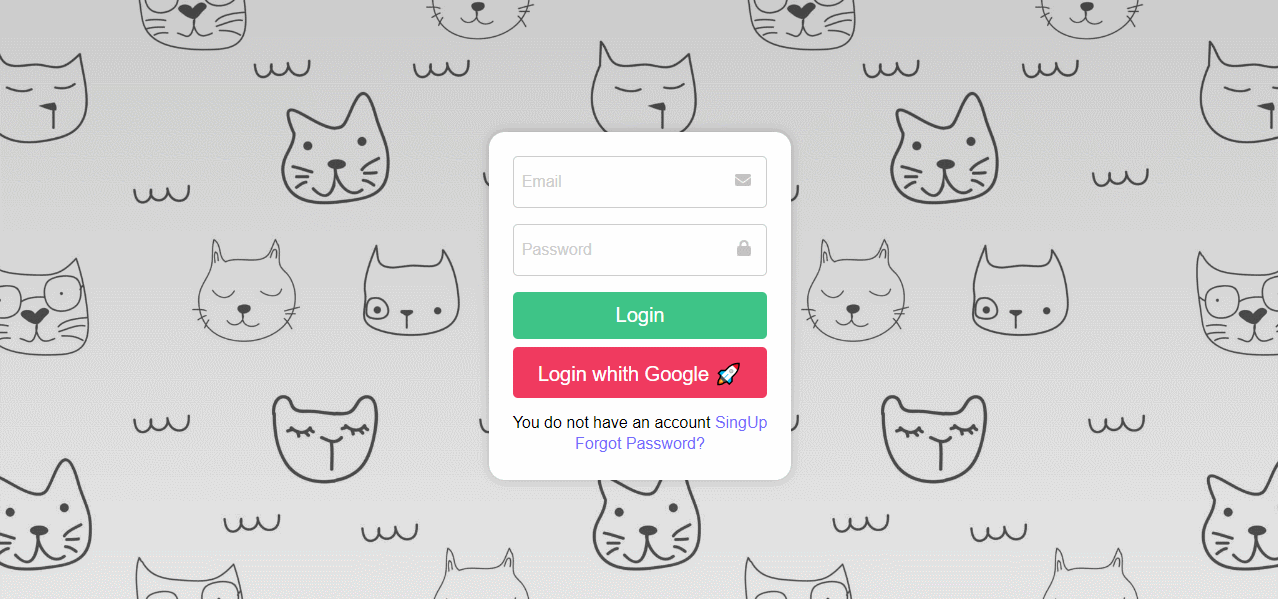 Email
Password
Login
Login whith Google 🚀
You do not have an account SingUp
Forgot Password?